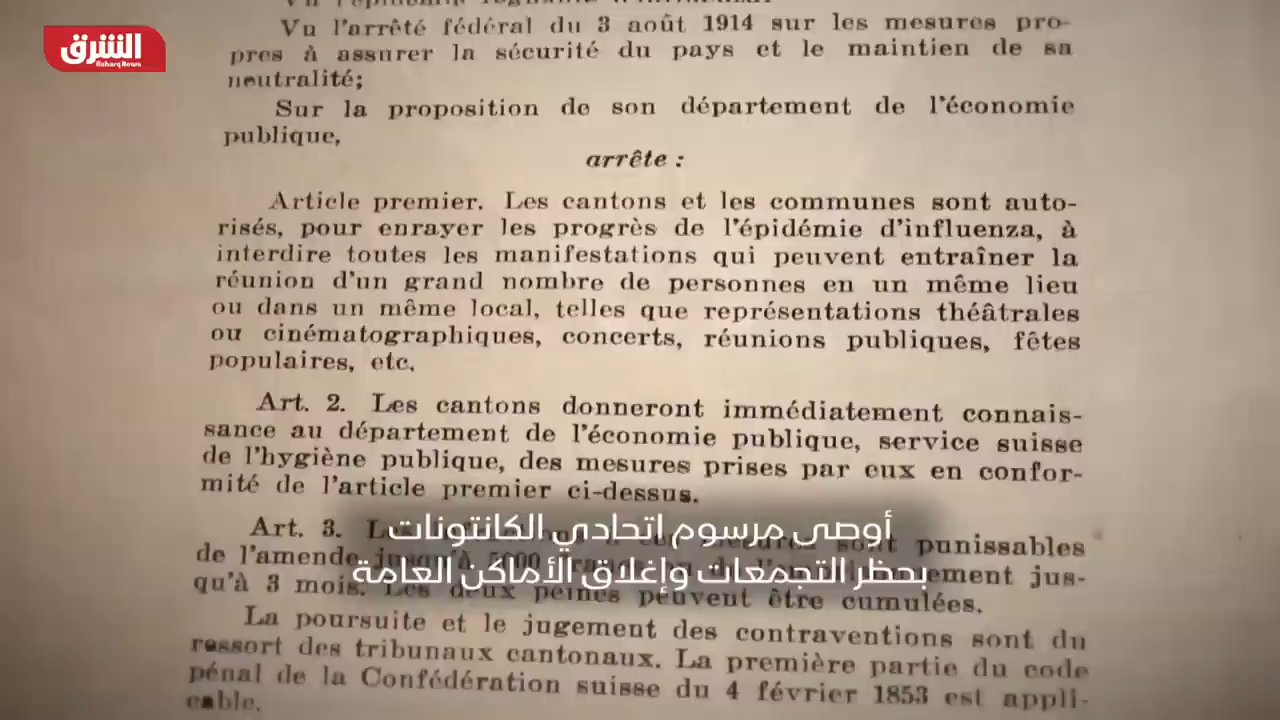 الشرق
Asharq News
Vu l'arrêté fédéral du 3 août 1914 sur les mesures pro-
pres à assurer la sécurité du pays et le maintien de sa
neutralité;
Sur la proposition de son département de l'économie
publique,
arrête :
Article premier. Les cantons et les communes sont auto-
risés, pour enrayer les progrès de l'épidémie d'influenza, à
interdire toutes les manifestations qui peuvent entraîner la
réunion d'un grand nombre de personnes en un même lieu
ou dans un même local, telles que représentations théâtrales
ou cinématographiques, concerts, réunions publiques, fêtes
populaires, etc.
Art. 2. Les cantons donneront immédiatement connais-
sance au département de l'économie publique, service suisse
de l'hygiène publique, des mesures prises par eux en confor-
mité de l'article premier ci-dessus.
Art. 3. sont punissables
de l'amende jusqu'à 5000 jus-
qu'à 3 mois. Les deux peines peuvent être cumulées.
La poursuite et le jugement des contraventions sont du
ressort des tribunaux cantonaux. La première partie du code
pénal de la Confédération suisse du 4 février 1853 est appli-
cable.
أوصى مرسوم اتحادي الكانتونات
بحظر التجمعات وإغلاق الأماكن العامة